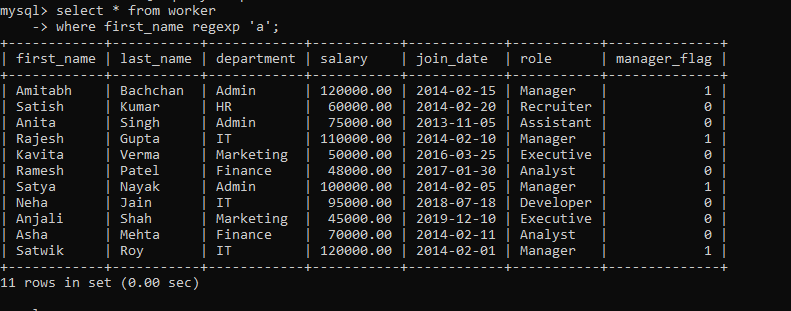 mysql> select * from worker
    -> where first_name regexp 'a';
+------------+-----------+------------+-----------+------------+-----------+--------------+
| first_name | last_name | department | salary    | join_date  | role      | manager_flag |
+------------+-----------+------------+-----------+------------+-----------+--------------+
| Amitabh    | Bachchan  | Admin      | 120000.00 | 2014-02-15 | Manager   |            1 |
| Satish     | Kumar     | HR         |  60000.00 | 2014-02-20 | Recruiter |            0 |
| Anita      | Singh     | Admin      |  75000.00 | 2013-11-05 | Assistant |            0 |
| Rajesh     | Gupta     | IT         | 110000.00 | 2014-02-10 | Manager   |            1 |
| Kavita     | Verma     | Marketing  |  50000.00 | 2016-03-25 | Executive |            0 |
| Ramesh     | Patel     | Finance    |  48000.00 | 2017-01-30 | Analyst   |            0 |
| Satya      | Nayak     | Admin      | 100000.00 | 2014-02-05 | Manager   |            1 |
| Neha       | Jain      | IT         |  95000.00 | 2018-07-18 | Developer |            0 |
| Anjali     | Shah      | Marketing  |  45000.00 | 2019-12-10 | Executive |            0 |
| Asha       | Mehta     | Finance    |  70000.00 | 2014-02-11 | Analyst   |            0 |
| Satwik     | Roy       | IT         | 120000.00 | 2014-02-01 | Manager   |            1 |
+------------+-----------+------------+-----------+------------+-----------+--------------+
11 rows in set (0.00 sec)